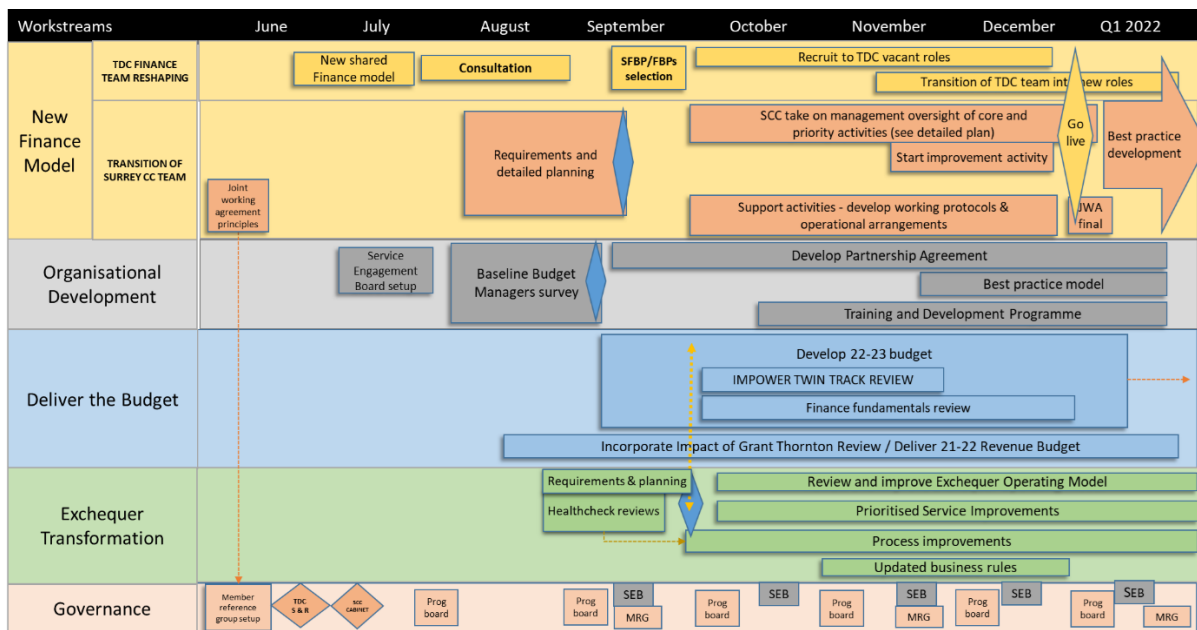 Workstreams June July August September October November December Q1 2022
New
Finance
Model
TDC FINANCE
TEAM RESHAPING
New shared
Finance model
Consultation
SFBP/FBPs
selection
Recruit to TDC vacant roles
Transition of TDC team into new roles
TRANSITION OF
SURREY CC TEAM
Joint
working
agreement
principles
Requirements and
detailed planning
SCC take on management oversight of core and
priority activities (see detailed plan)
Start improvement activity
Support activities - develop working protocols &
operational arrangements
Go
live
JWA
final
Best practice
development
Organisational
Development
Service
Engagement
Board setup
Baseline Budget
Managers survey
Develop Partnership Agreement
Best practice model
Training and Development Programme
Deliver the Budget
Develop 22-23 budget
IMPOWER TWIN TRACK REVIEW
Finance fundamentals review
Incorporate Impact of Grant Thornton Review / Deliver 21-22 Revenue Budget
Exchequer
Transformation
Requirements & planning
Healthcheck reviews
Review and improve Exchequer Operating Model
Prioritised Service Improvements
Process improvements
Updated business rules
Governance
Member
reference
group setup
TDC
S & R
SCC
CABINET
Prog
board
Prog
board
SEB
MRG
Prog
board
SEB
Prog
board
SEB
MRG
Prog
board
SEB
Prog
board
SEB
MRG